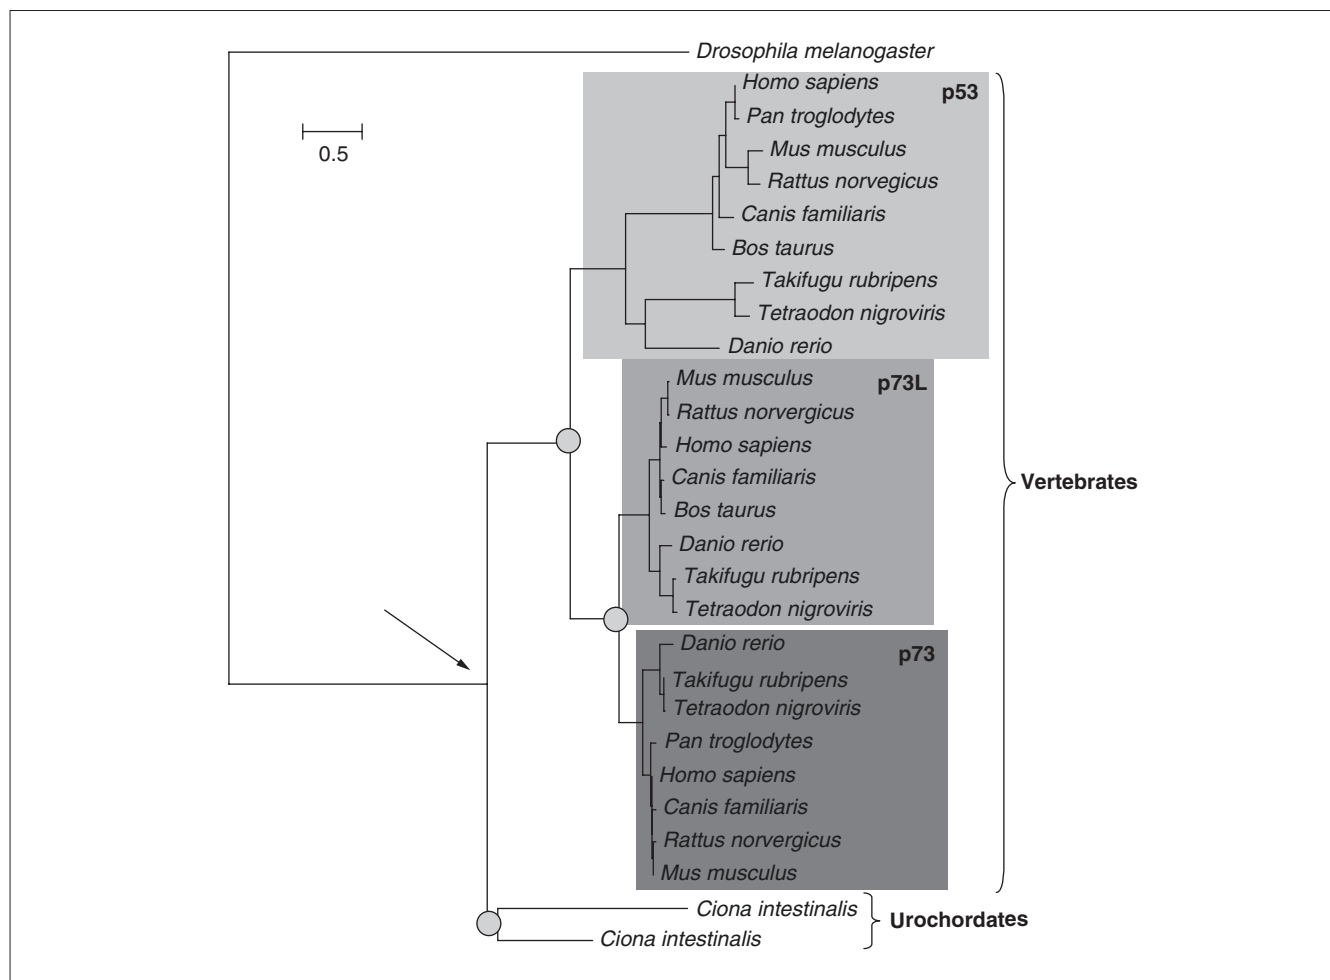 Drosophila melanogaster
Homo sapiens
p53
Pan troglodytes
0.5
Mus musculus
Rattus norvegicus
Canis familiaris
Bos taurus
Takifugu rubripens
Tetraodon nigroviris
Danio rerio
Mus musculus
p73L
Rattus norvergicus
Homo sapiens
Canis familiaris
Vertebrates
Bos taurus
Danio rerio
Takifugu rubripens
Tetraodon nigroviris
Danio rerio
p73
Takifugu rubripens
Tetraodon nigroviris
Pan troglodytes
Homo sapiens
Canis familiaris
Rattus norvergicus
Mus musculus
Ciona intestinalis
Urochordates
Ciona intestinalis